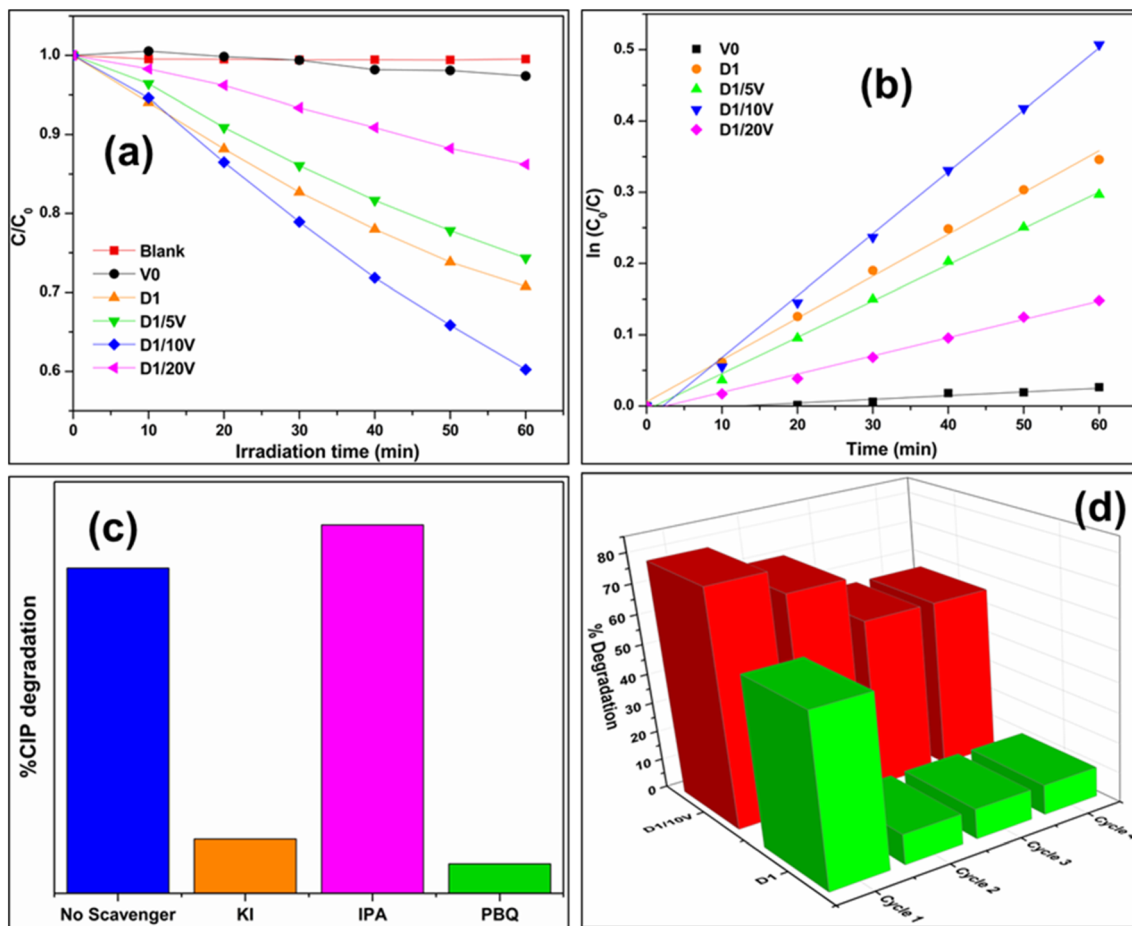 (a)
C/C0
1.0
0.9
0.8
0.7
0.6
Blank
V0
D1
D1/5V
D1/10V
D1/20V
0 10 20 30 40 50 60
Irradiation time (min)
(b)
ln (C0/C)
0.5
0.4
0.3
0.2
0.1
0.0
V0
D1
D1/5V
D1/10V
D1/20V
0 10 20 30 40 50 60
Time (min)
(c)
%CIP degradation
No Scavenger KI IPA PBQ
(d)
% Degradation
80
70
60
50
40
30
20
10
0
D1/10V
D1
Cycle 1
Cycle 2
Cycle 3
Cycle